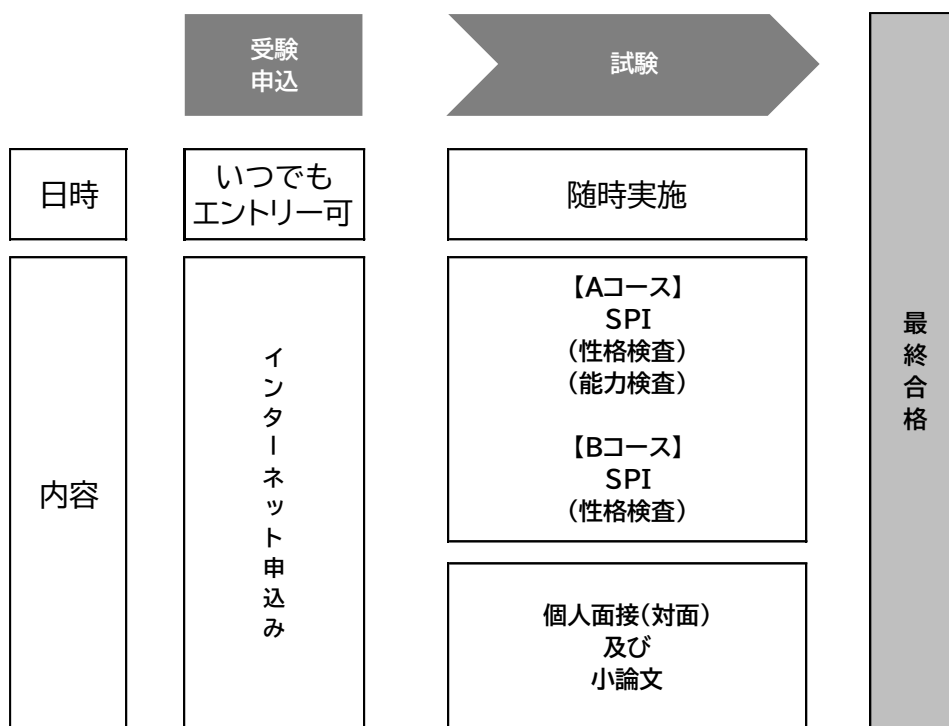 受験
申込
試験
日時
いつでも
エントリー可
随時実施
内容
インターネット申込み
【Aコース】
SPI
(性格検査)
(能力検査)
【Bコース】
SPI
(性格検査)
個人面接(対面)
及び
小論文
最終合格